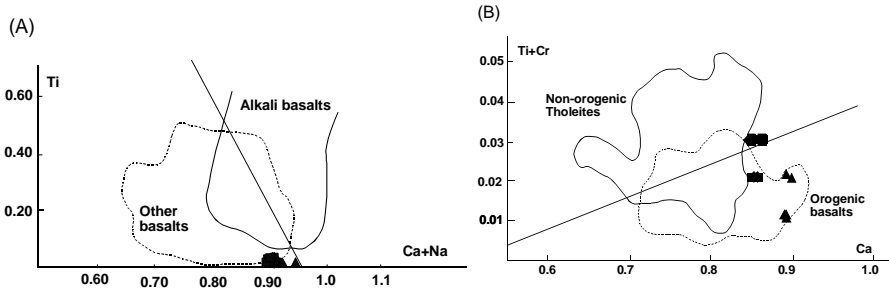 (A)
Ti
0.60
0.40
0.20
Alkali basalts
Other
basalts
Ca+Na
0.60 0.70 0.80 0.90 1.0 1.1
(B)
Ti+Cr
0.05
0.04
0.03
0.02
0.01
Non-orogenic
Tholeites
Orogenic
basalts
Ca
0.6 0.7 0.8 0.9 1.0